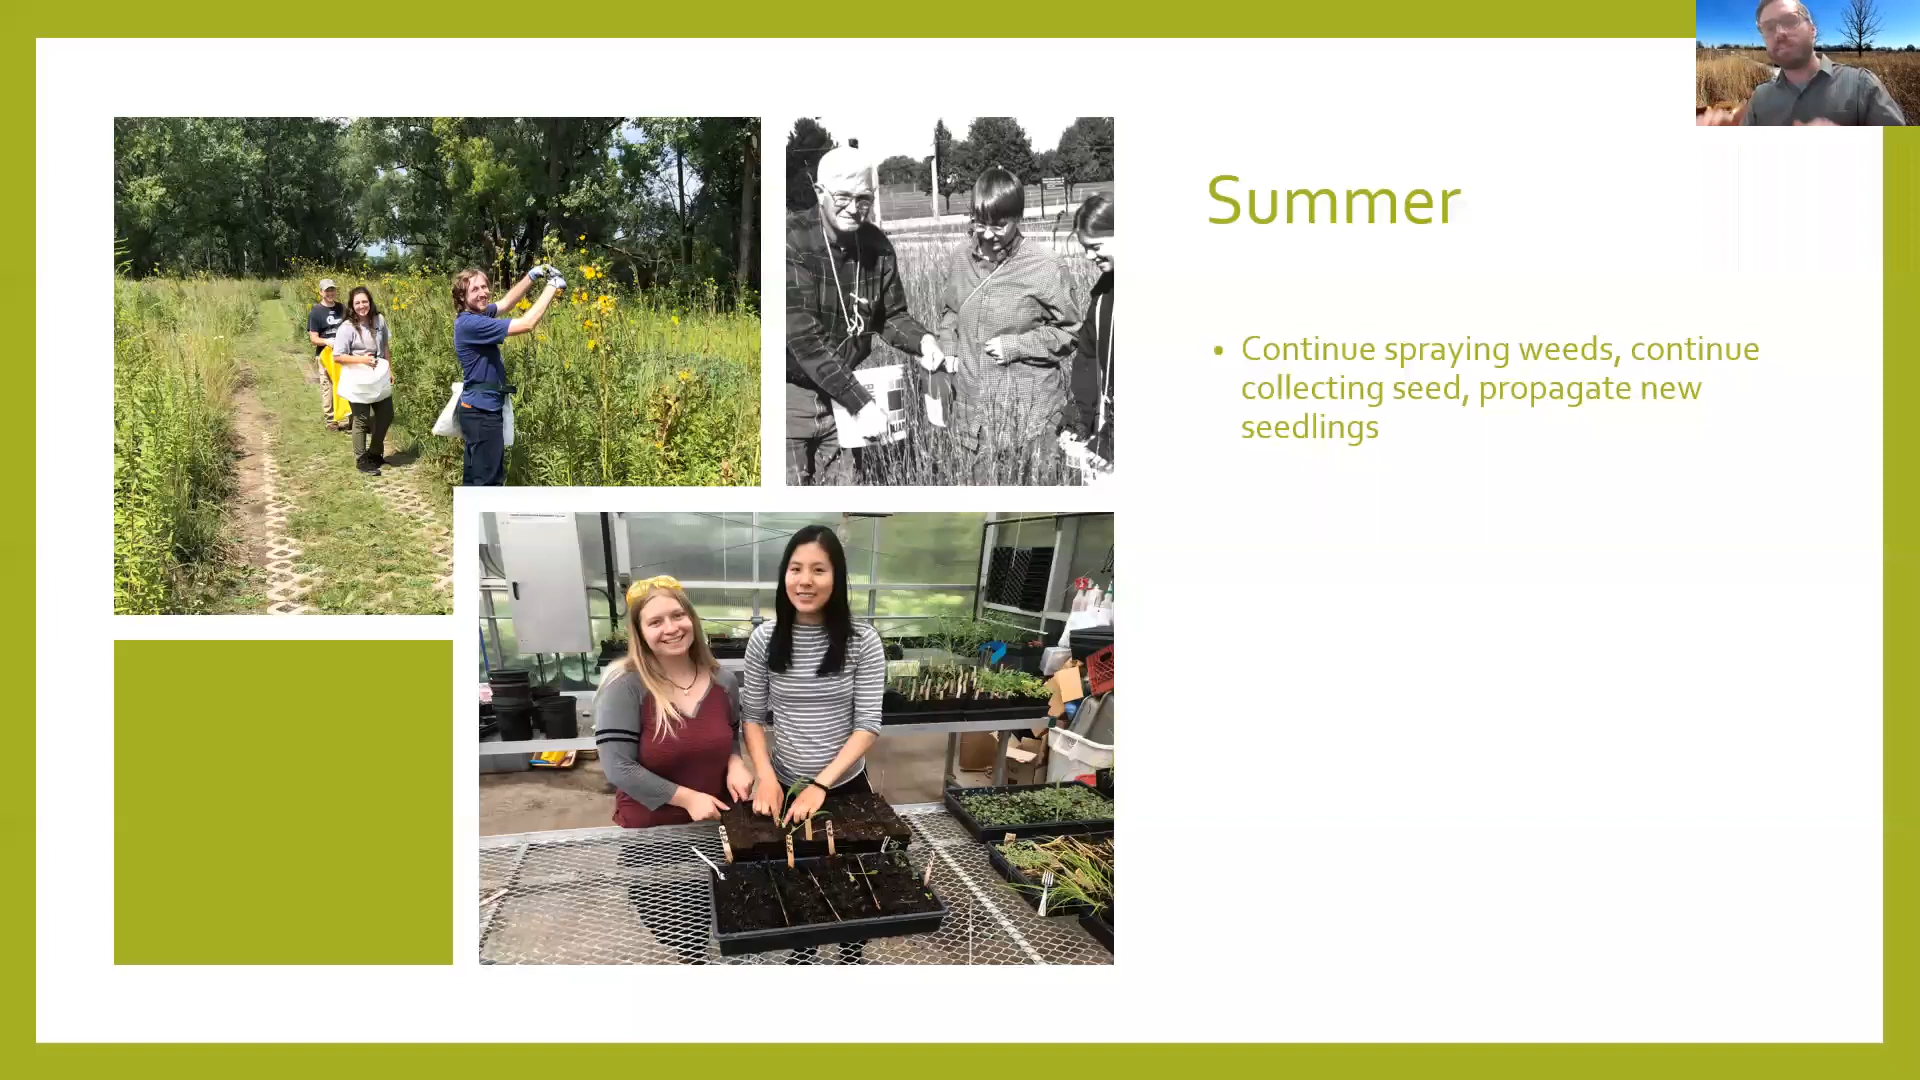 Summer
• Continue spraying weeds, continue
collecting seed, propagate new
seedlings